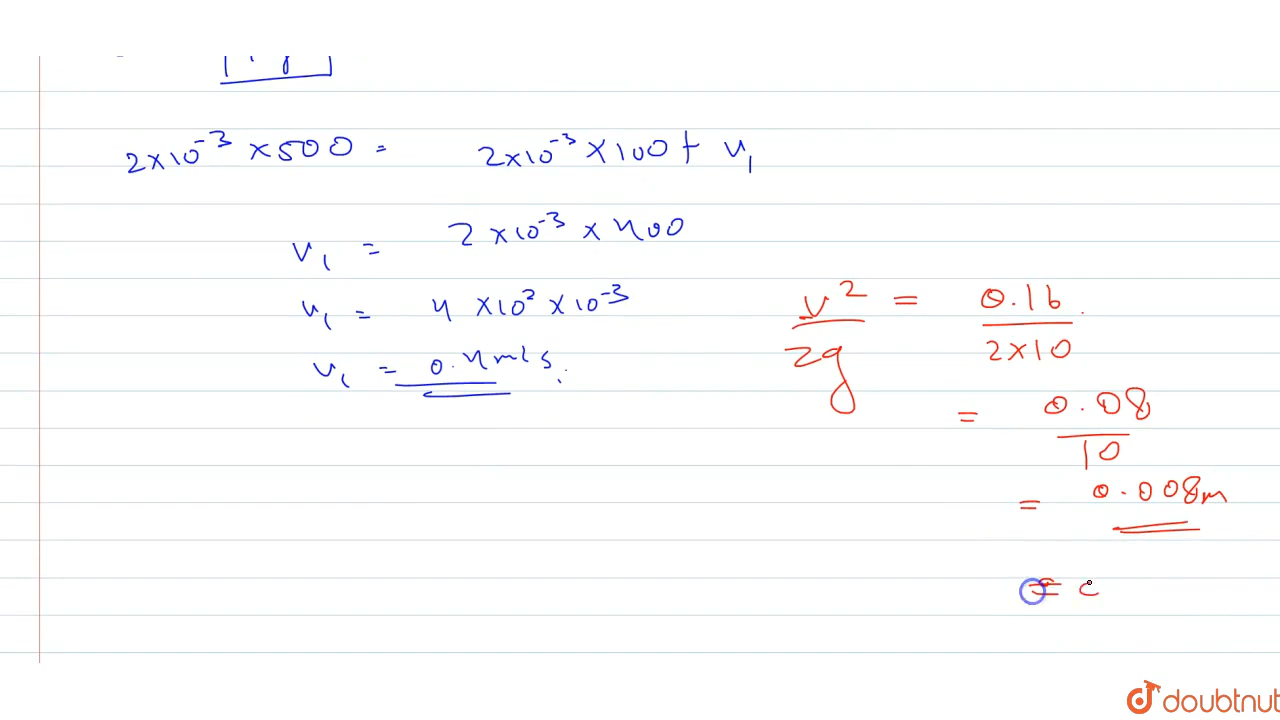 2×10⁻³ ×500 = 2×10⁻³ ×100 + v₁
v₁ = 2 ×10⁻³ × 400
v₁ = 4 ×10² ×10⁻³
v₁ = 0.4m/s.
v²/2g = 0.16/2×10
= 0.08/10
= 0.008m
=
doubtnut